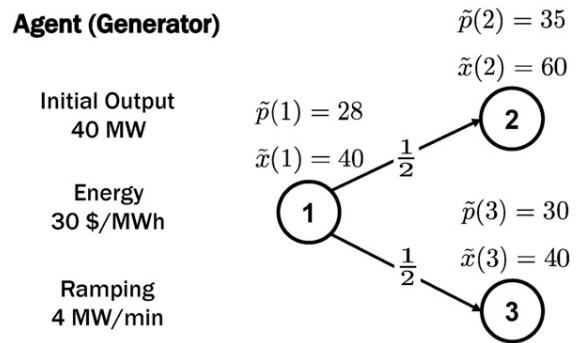 Agent (Generator)
Initial Output
40 MW
Energy
30 $/MWh
Ramping
4 MW/min
p̃(1) = 28
x̃(1) = 40
1
1/2
1/2
p̃(2) = 35
x̃(2) = 60
2
p̃(3) = 30
x̃(3) = 40
3